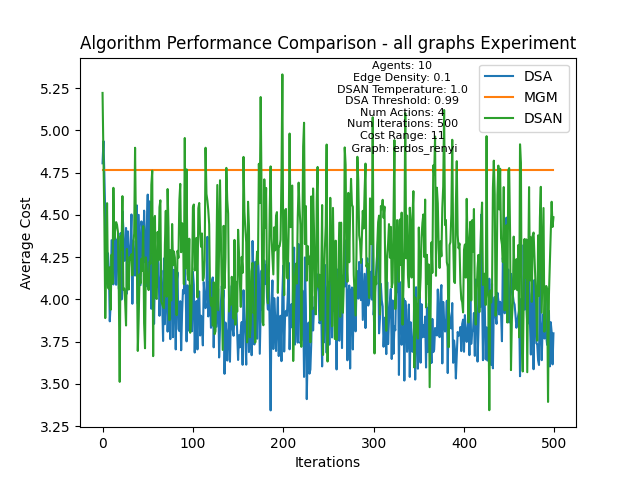 Algorithm Performance Comparison - all graphs Experiment
Agents: 10
Edge Density: 0.1
DSAN Temperature: 1.0
DSA Threshold: 0.99
Num Actions: 4
Num Iterations: 500
Cost Range: 11
Graph: erdos_renyi
DSA
MGM
DSAN
Average Cost
5.25
5.00
4.75
4.50
4.25
4.00
3.75
3.50
3.25
0
100
200
300
400
500
Iterations